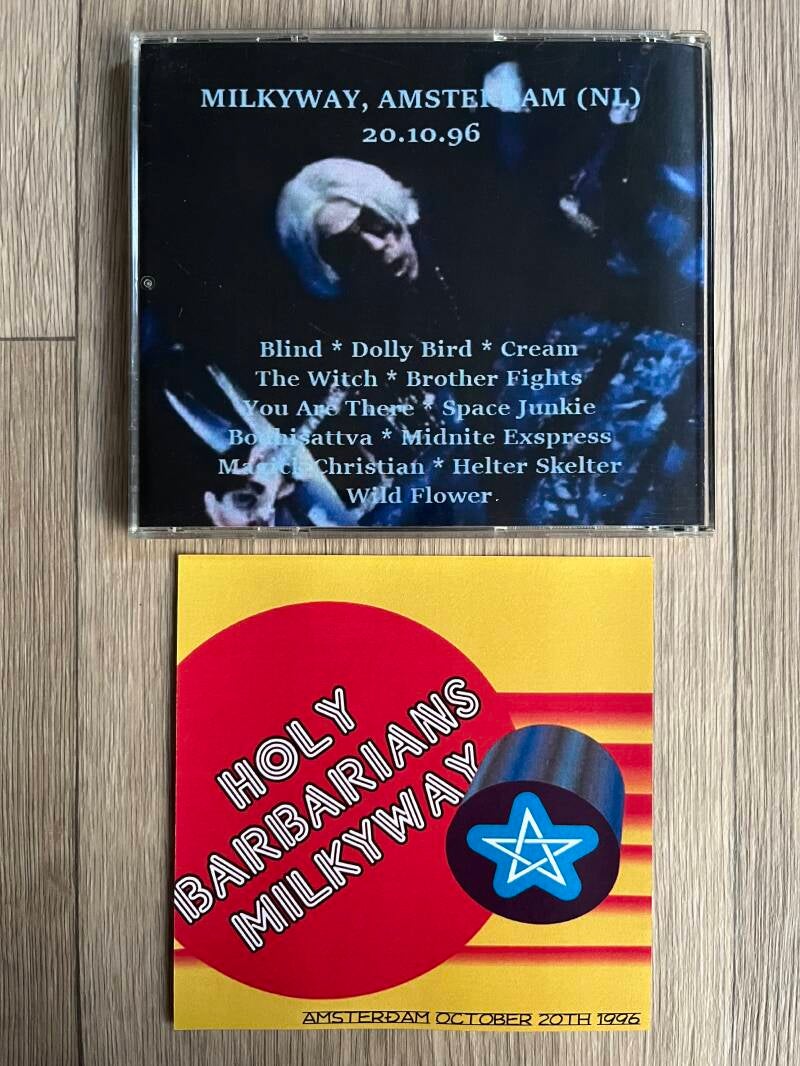 MILKYWAY, AMSTERDAM (NL)
20.10.96
Blind * Dolly Bird * Cream
The Witch * Brother Fights
You Are There * Space Junkie
Bodhisattva * Midnite Exspress
Magick Christian * Helter Skelter
Wild Flower
HOLY
BARBARIANS
MILKYWAY
AMSTERDAM OCTOBER 20TH 1996